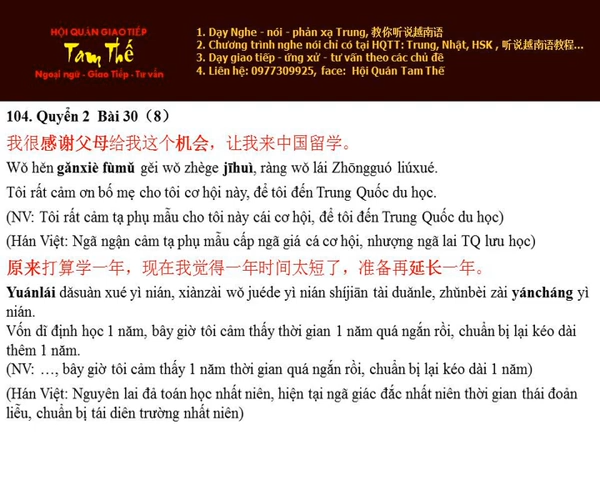 HỘI QUÁN GIAO TIẾP
Tam Thế
Ngoại ngữ - Giao Tiếp - Tư vấn
1. Dạy Nghe - nói - phản xạ Trung, 教你听说越南语
2. Chương trình nghe nói chỉ có tại HQTT: Trung, Nhật, HSK , 听说越南语教程...
3. Dạy giao tiếp - ứng xử - tư vấn theo các chủ đề
4. Liên hệ: 0977309925, face:  Hội Quán Tam Thế
104. Quyển 2  Bài 30（8）
我很感谢父母给我这个机会，让我来中国留学。
Wǒ hěn gǎnxiè fùmǔ gěi wǒ zhège jīhuì, ràng wǒ lái Zhōngguó liúxué.
Tôi rất cảm ơn bố mẹ cho tôi cơ hội này, để tôi đến Trung Quốc du học.
(NV: Tôi rất cảm tạ phụ mẫu cho tôi này cái cơ hội, để tôi đến Trung Quốc du học)
(Hán Việt: Ngã ngận cảm tạ phụ mẫu cấp ngã giá cá cơ hội, nhượng ngã lai TQ lưu học)
原来打算学一年，现在我觉得一年时间太短了，准备再延长一年。
Yuánlái dǎsuàn xué yì nián, xiànzài wǒ juéde yì nián shíjiān tài duǎnle, zhǔnbèi zài yáncháng yì
nián.
Vốn dĩ định học 1 năm, bây giờ tôi cảm thấy thời gian 1 năm quá ngắn rồi, chuẩn bị lại kéo dài
thêm 1 năm.
(NV: …, bây giờ tôi cảm thấy 1 năm thời gian quá ngắn rồi, chuẩn bị lại kéo dài 1 năm)
(Hán Việt: Nguyên lai đả toán học nhất niên, hiện tại ngã giác đắc nhất niên thời gian thái đoản
liễu, chuẩn bị tái diên trường nhất niên)